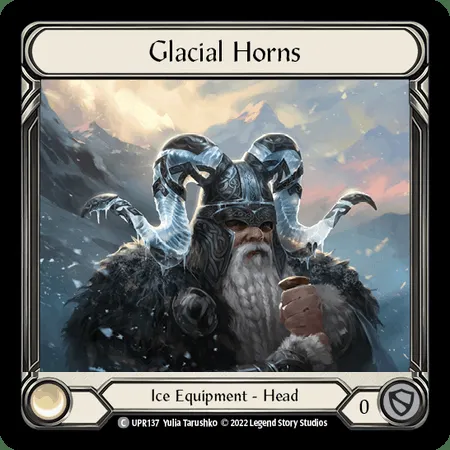 Glacial Horns
Ice Equipment - Head
0
C UPR137 Yulia Tarushko © 2022 Legend Story Studios